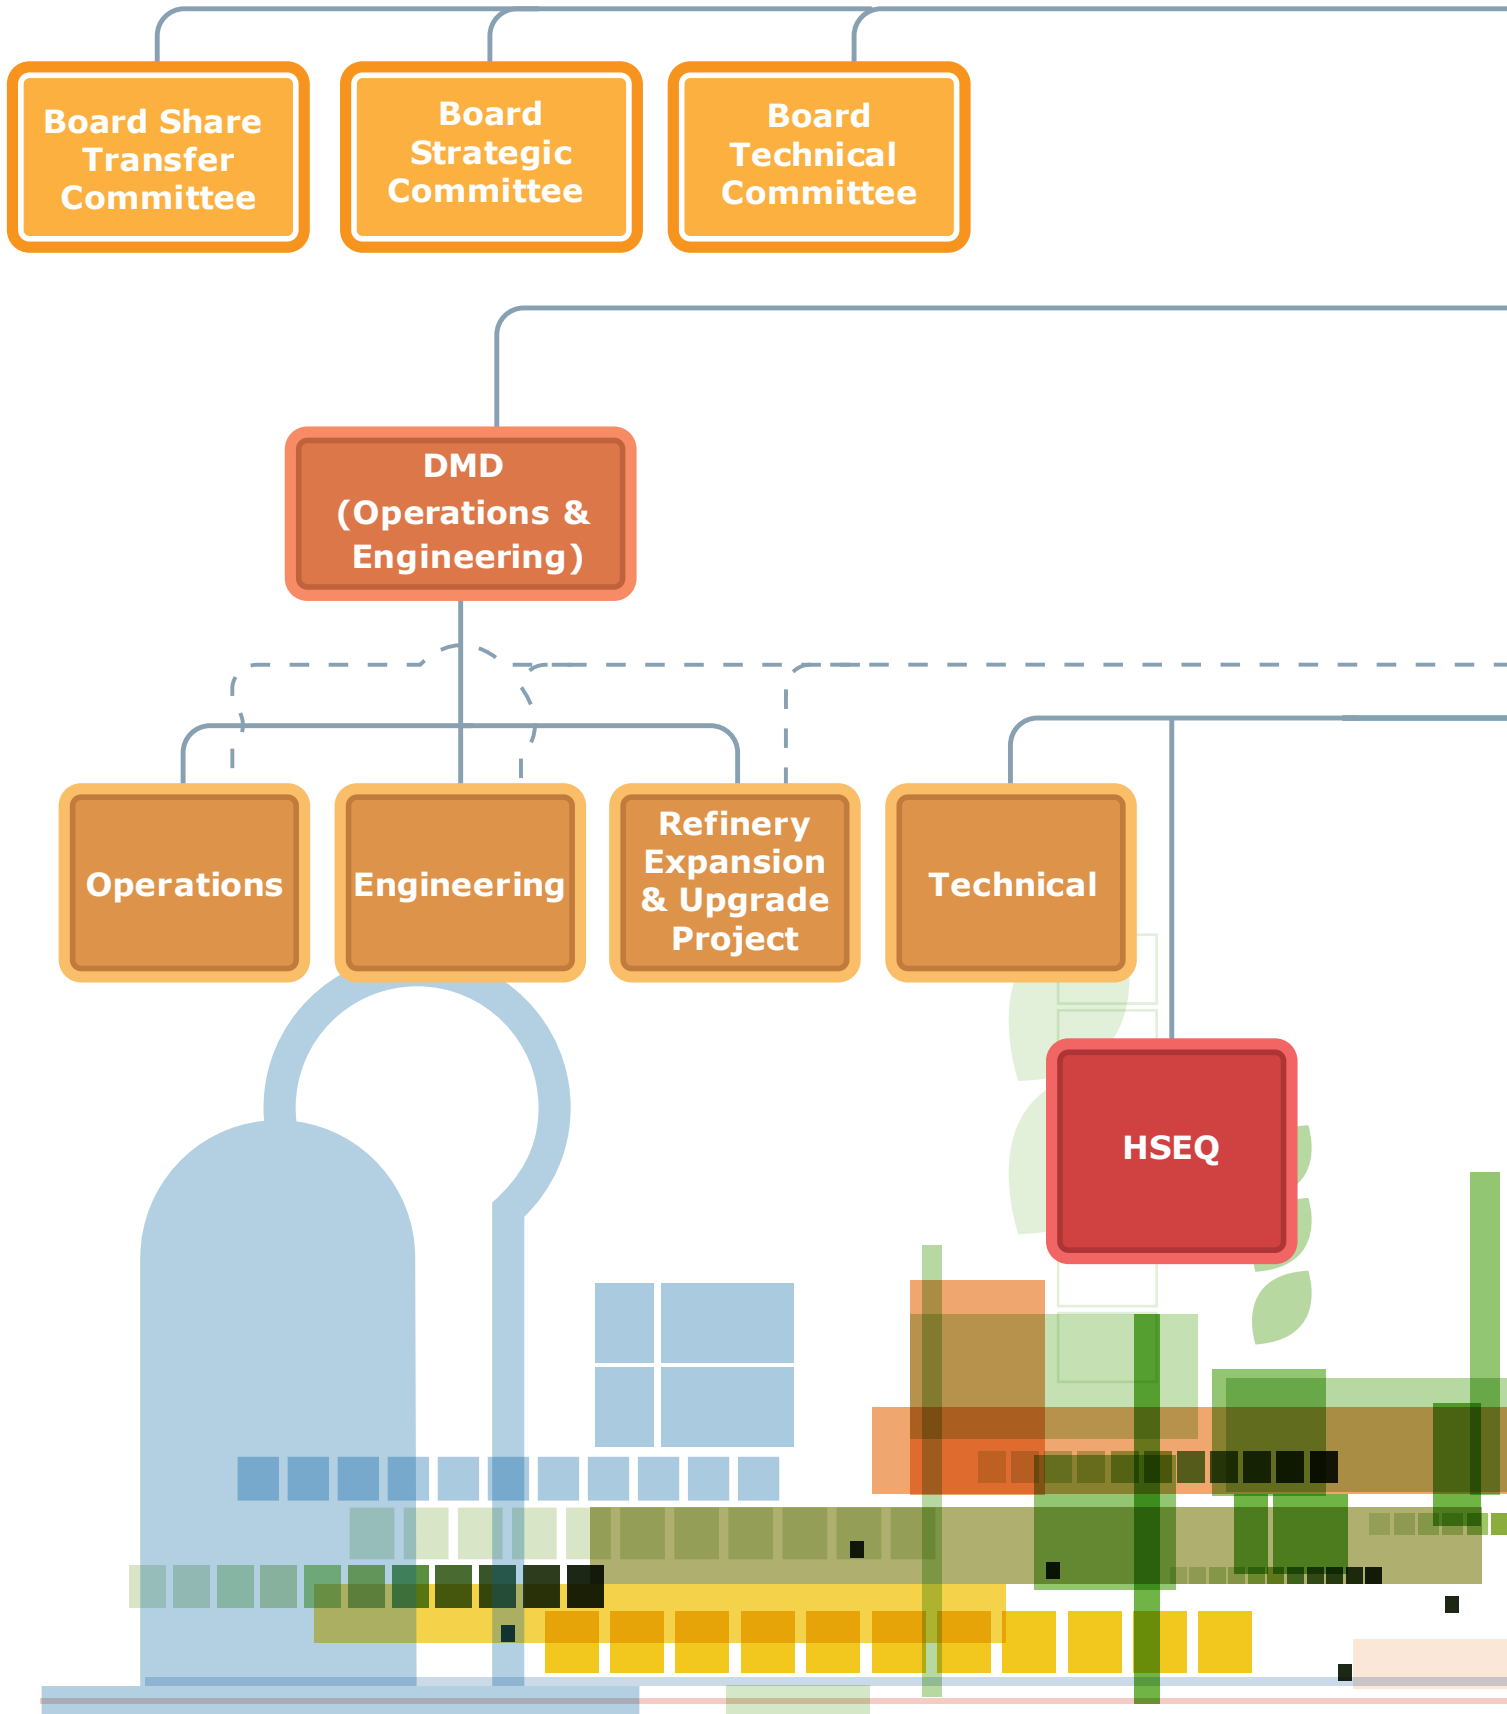 Board Share
Transfer
Committee
Board
Strategic
Committee
Board
Technical
Committee
DMD
(Operations &
Engineering)
Operations
Engineering
Refinery
Expansion
& Upgrade
Project
Technical
HSEQ